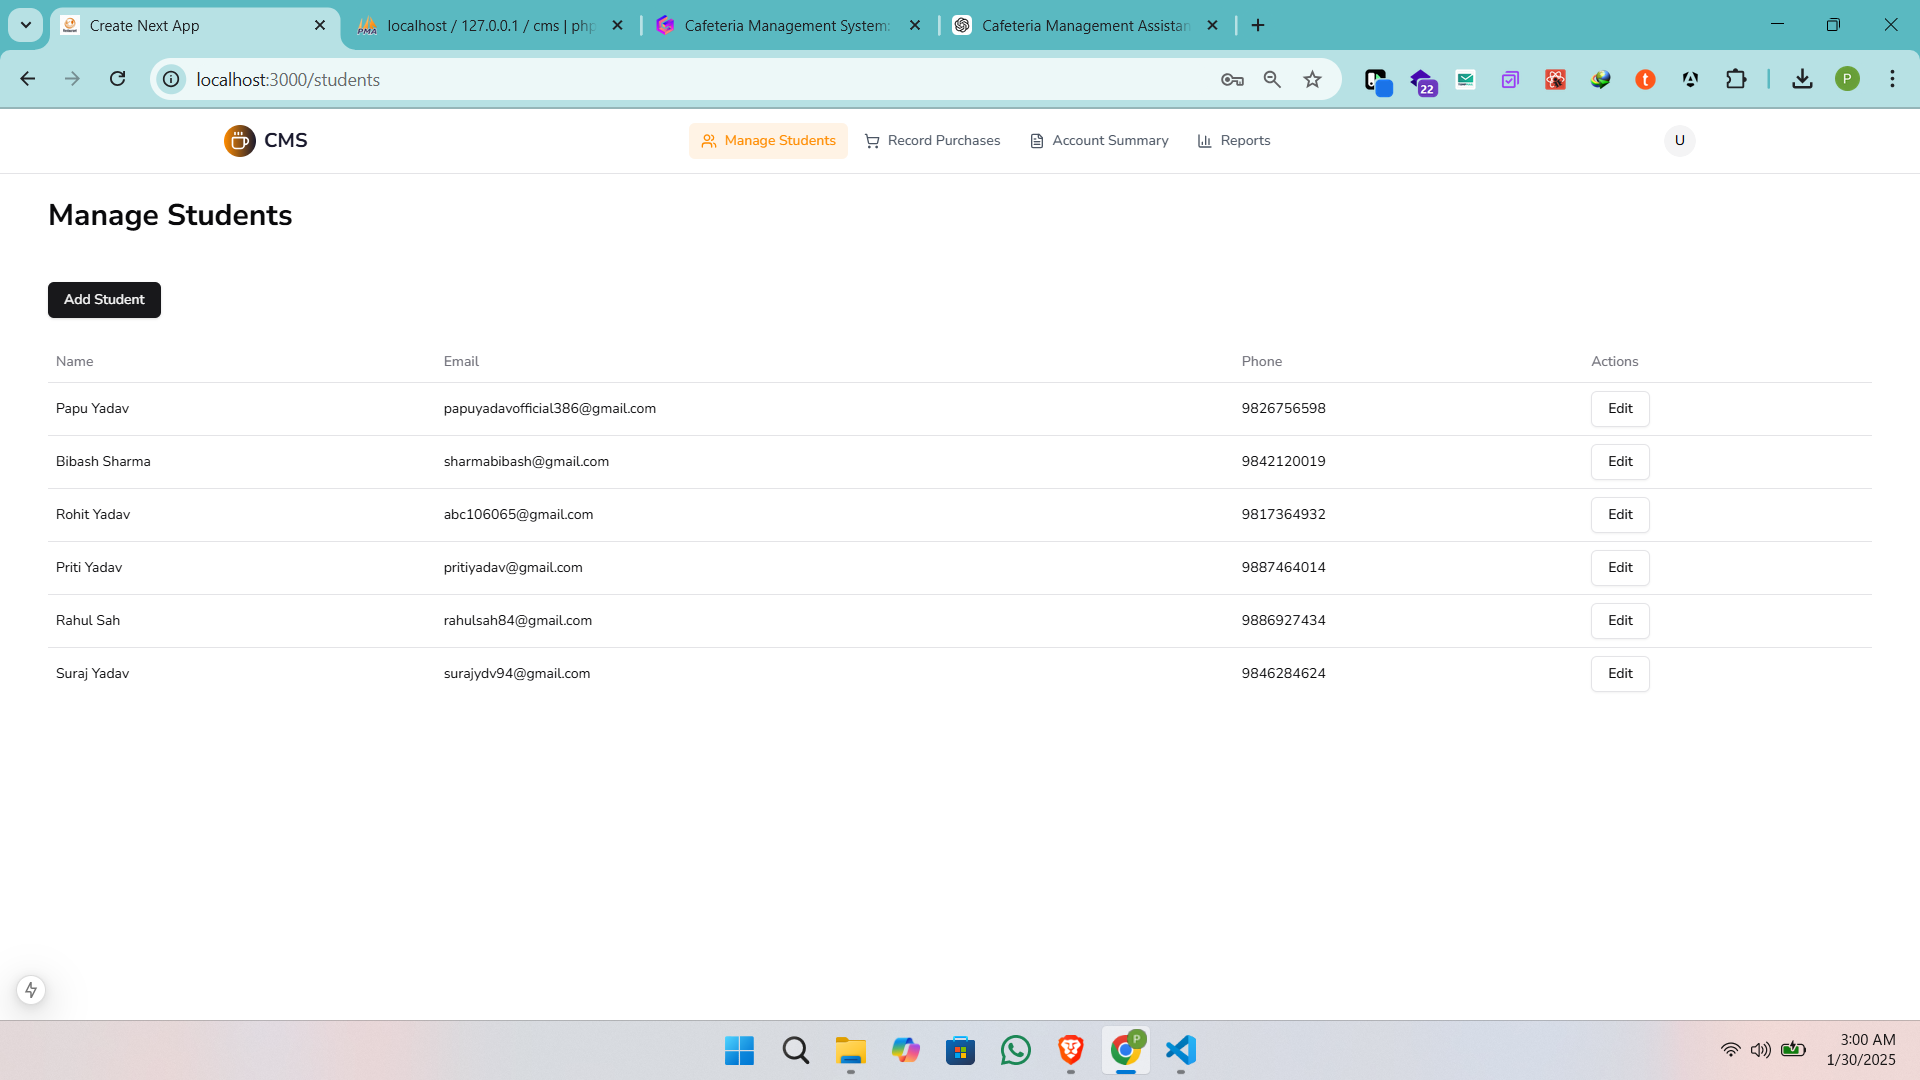 Create Next App
localhost / 127.0.0.1 / cms | php
Cafeteria Management System:
Cafeteria Management Assistan
localhost:3000/students
22
P
CMS
Manage Students
Record Purchases
Account Summary
Reports
U
Manage Students
Add Student
Name Email Phone Actions
Papu Yadav papuyadavofficial386@gmail.com 9826756598 Edit
Bibash Sharma sharmabibash@gmail.com 9842120019 Edit
Rohit Yadav abc106065@gmail.com 9817364932 Edit
Priti Yadav pritiyadav@gmail.com 9887464014 Edit
Rahul Sah rahulsah84@gmail.com 9886927434 Edit
Suraj Yadav surajydv94@gmail.com 9846284624 Edit
P
3:00 AM
1/30/2025